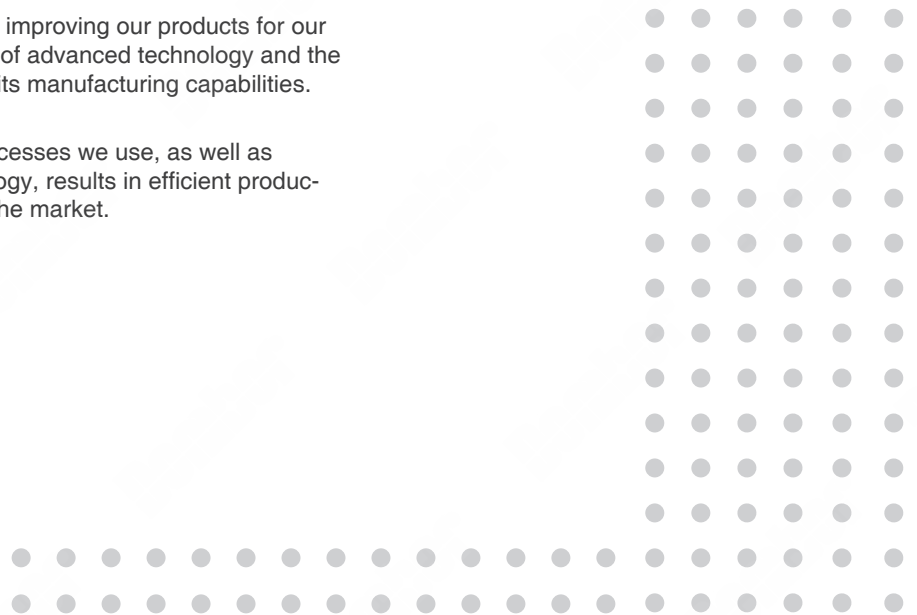 improving our products for our
of advanced technology and the
its manufacturing capabilities.
cesses we use, as well as
ogy, results in efficient produc-
he market.